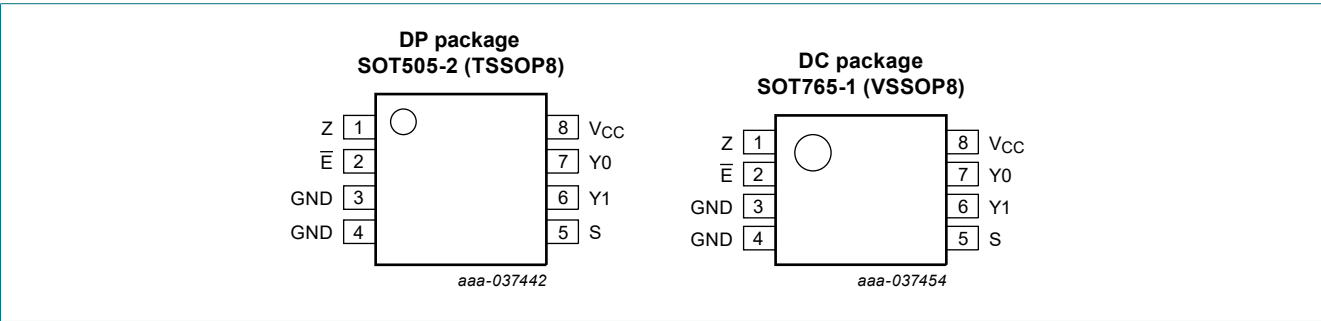 DP package
SOT505-2 (TSSOP8)
Z 1 8 VCC
E̅ 2 7 Y0
GND 3 6 Y1
GND 4 5 S
aaa-037442
DC package
SOT765-1 (VSSOP8)
Z 1 8 VCC
E̅ 2 7 Y0
GND 3 6 Y1
GND 4 5 S
aaa-037454